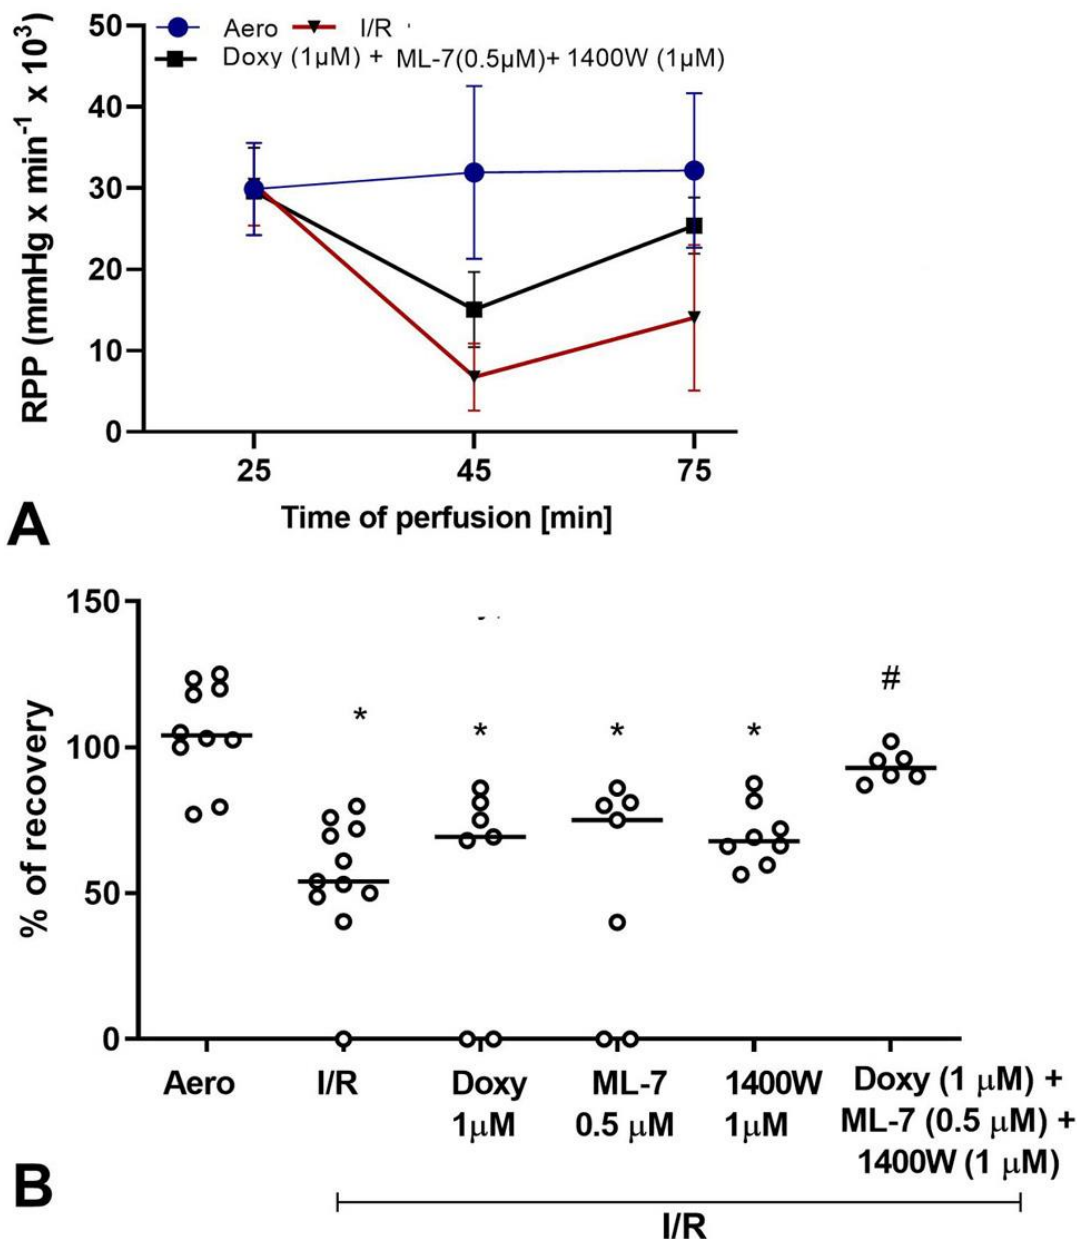 Aero I/R
Doxy (1µM) + ML-7(0.5µM)+ 1400W (1µM)
RPP (mmHg x min⁻¹ x 10³)
50
40
30
20
10
0
25 45 75
Time of perfusion [min]
A
% of recovery
150
100
50
0
*
*
*
*
#
Aero I/R Doxy ML-7 1400W Doxy (1 µM) +
1µM 0.5 µM 1µM ML-7 (0.5 µM) +
1400W (1 µM)
B
I/R